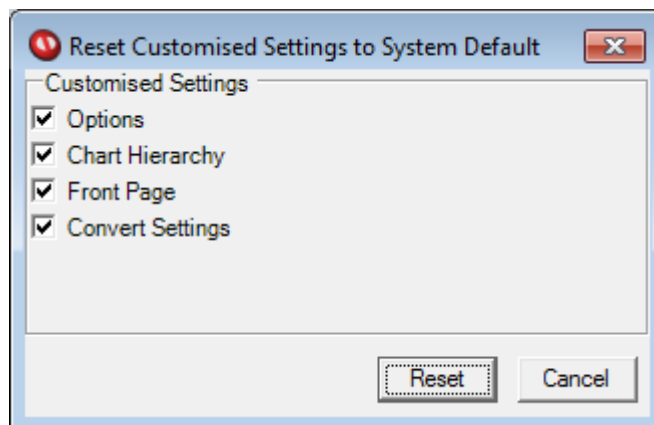 Reset Customised Settings to System Default
Customised Settings
Options
Chart Hierarchy
Front Page
Convert Settings
Reset Cancel